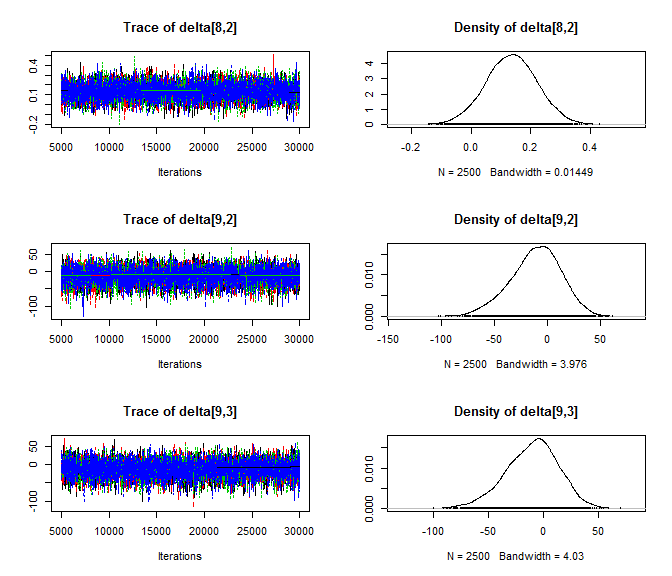 Trace of delta[8,2]
Density of delta[8,2]
-0.2 0.1 0.4
0 1 2 3 4
5000 10000 15000 20000 25000 30000
-0.2 0.0 0.2 0.4
Iterations
N = 2500 Bandwidth = 0.01449
Trace of delta[9,2]
Density of delta[9,2]
-100 0 50
0.000 0.010
5000 10000 15000 20000 25000 30000
-150 -100 -50 0 50
Iterations
N = 2500 Bandwidth = 3.976
Trace of delta[9,3]
Density of delta[9,3]
-100 0 50
0.000 0.010
5000 10000 15000 20000 25000 30000
-100 -50 0 50
Iterations
N = 2500 Bandwidth = 4.03